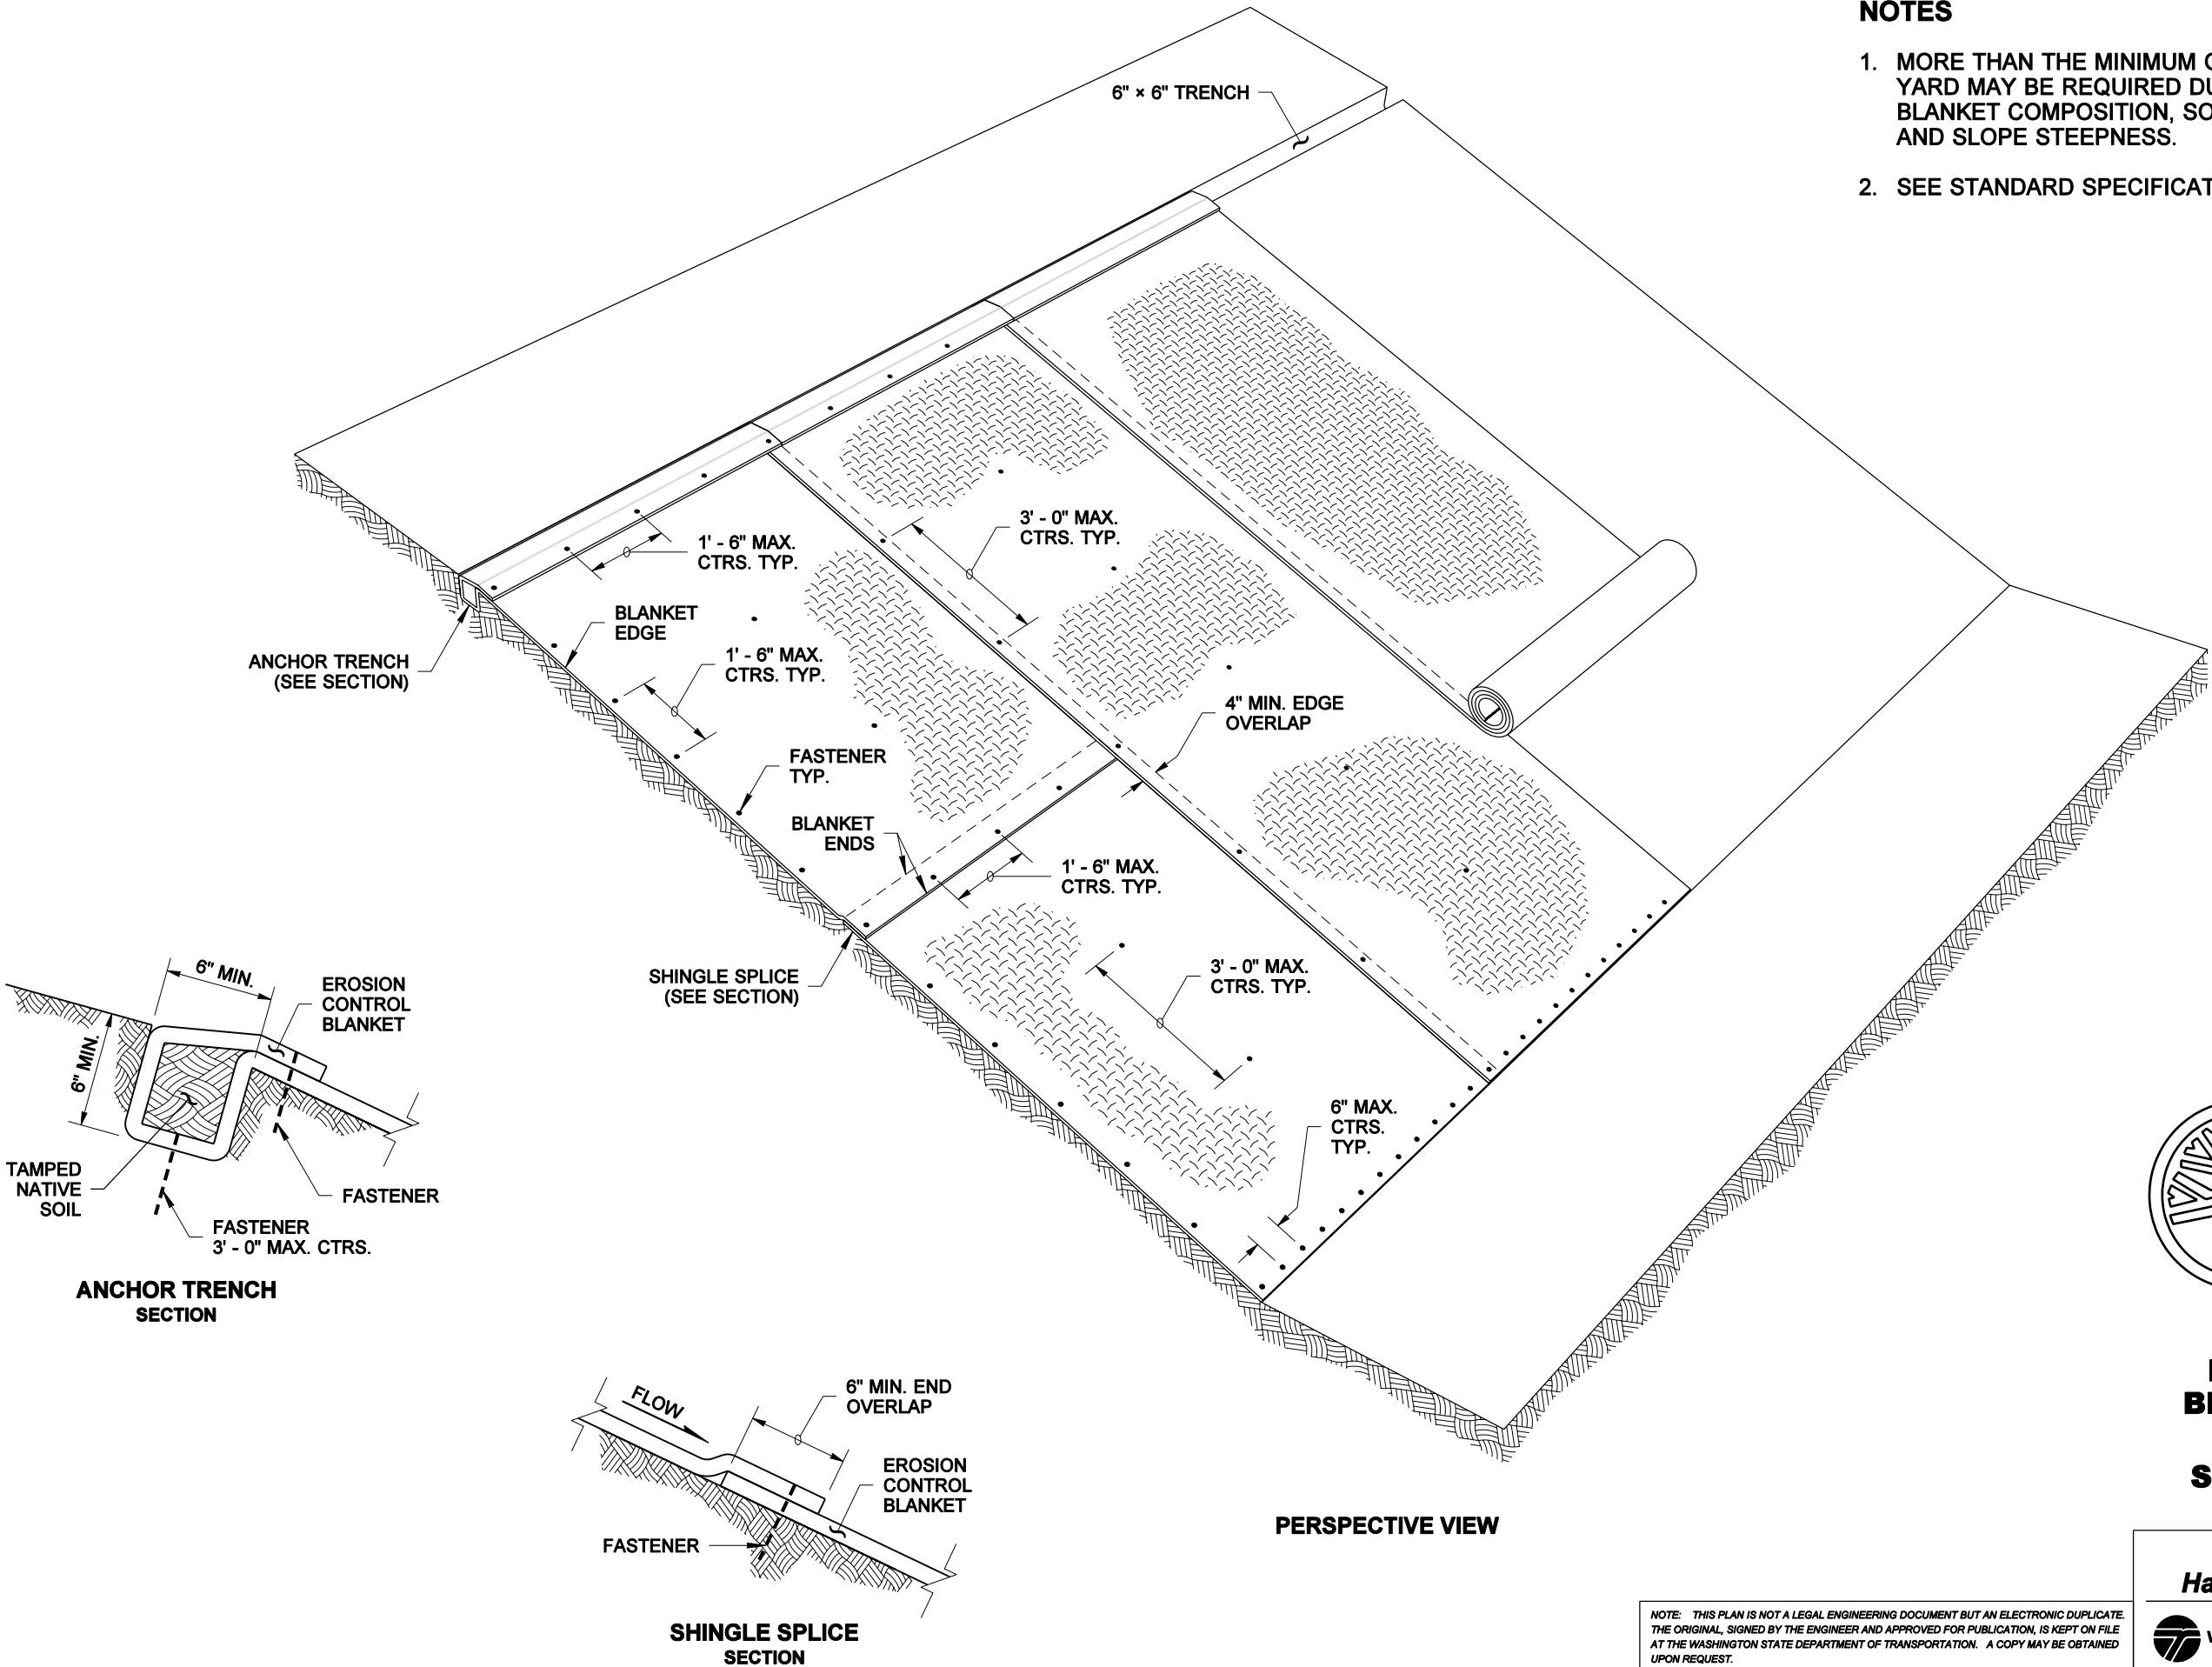 NOTES
1. MORE THAN THE MINIMUM
YARD MAY BE REQUIRED
BLANKET COMPOSITION,
AND SLOPE STEEPNESS.
2. SEE STANDARD
6" × 6" TRENCH
1' - 6" MAX.
CTRS. TYP.
3' - 0" MAX.
CTRS. TYP.
BLANKET
EDGE
1' - 6" MAX.
CTRS. TYP.
ANCHOR TRENCH
(SEE SECTION)
4" MIN. EDGE
OVERLAP
FASTENER
TYP.
BLANKET
ENDS
1' - 6" MAX.
CTRS. TYP.
SHINGLE SPLICE
(SEE SECTION)
3' - 0" MAX.
CTRS. TYP.
6" MAX.
CTRS.
TYP.
6" MIN.
6" MIN.
EROSION
CONTROL
BLANKET
TAMPED
NATIVE
SOIL
FASTENER
FASTENER
3' - 0" MAX. CTRS.
ANCHOR TRENCH
SECTION
FLOW
6" MIN. END
OVERLAP
EROSION
CONTROL
BLANKET
FASTENER
SHINGLE SPLICE
SECTION
PERSPECTIVE VIEW
NOTE: THIS PLAN IS NOT A LEGAL ENGINEERING DOCUMENT BUT AN ELECTRONIC DUPLICATE.
THE ORIGINAL, SIGNED BY THE ENGINEER AND APPROVED FOR PUBLICATION, IS KEPT ON FILE
AT THE WASHINGTON STATE DEPARTMENT OF TRANSPORTATION. A COPY MAY BE OBTAINED
UPON REQUEST.